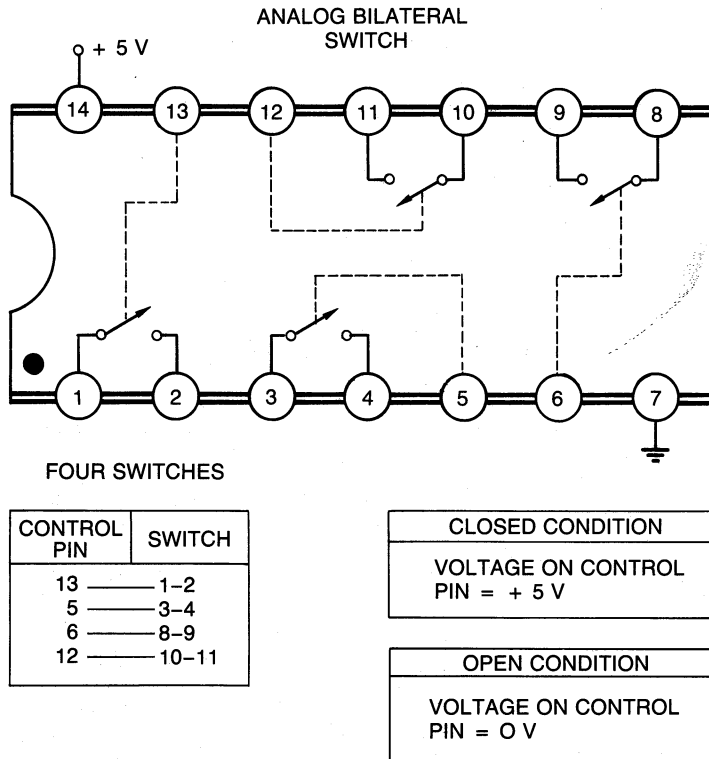 ANALOG BILATERAL
SWITCH
+ 5 V
14 13 12 11 10 9 8
1 2 3 4 5 6 7
FOUR SWITCHES
CONTROL
PIN
SWITCH
13 1–2
5 3–4
6 8–9
12 10–11
CLOSED CONDITION
VOLTAGE ON CONTROL
PIN = + 5 V
OPEN CONDITION
VOLTAGE ON CONTROL
PIN = O V